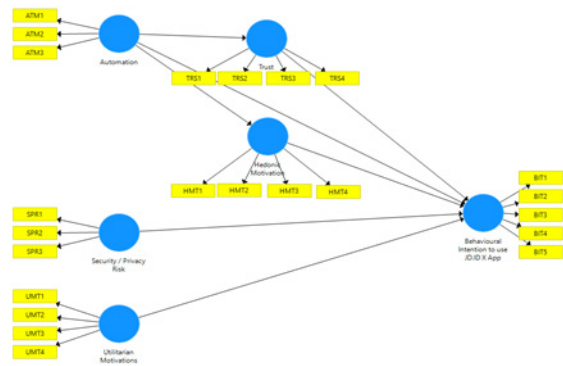 ATM1
ATM2
ATM3
Automation
Trust
TRS1
TRS2
TRS3
TRS4
Hedonic
Motivation
HMT1
HMT2
HMT3
HMT4
BIT1
BIT2
BIT3
BIT4
BIT5
Behavioural
Intention to use
JD.ID X App
SPR1
SPR2
SPR3
Security / Privacy
Risk
UMT1
UMT2
UMT3
UMT4
Utilitarian
Motivations